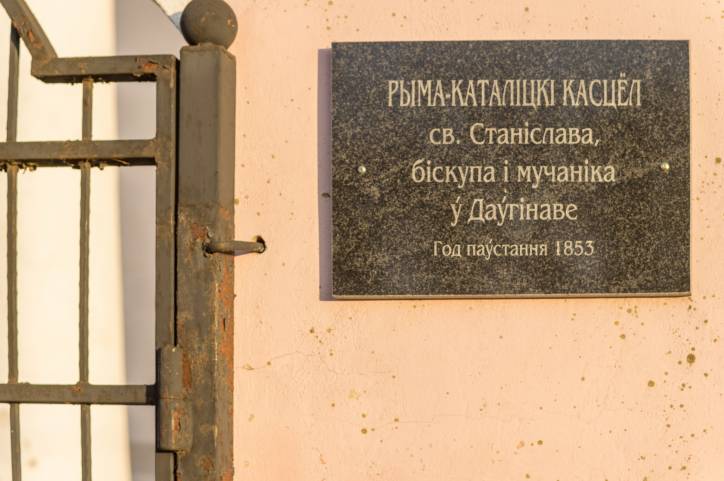 РЫМА-КАТАЛІЦКІ КАСЦЁЛ
св. Станіслава,
біскупа і мучаніка
ў Даўгінаве
Год паўстання 1853